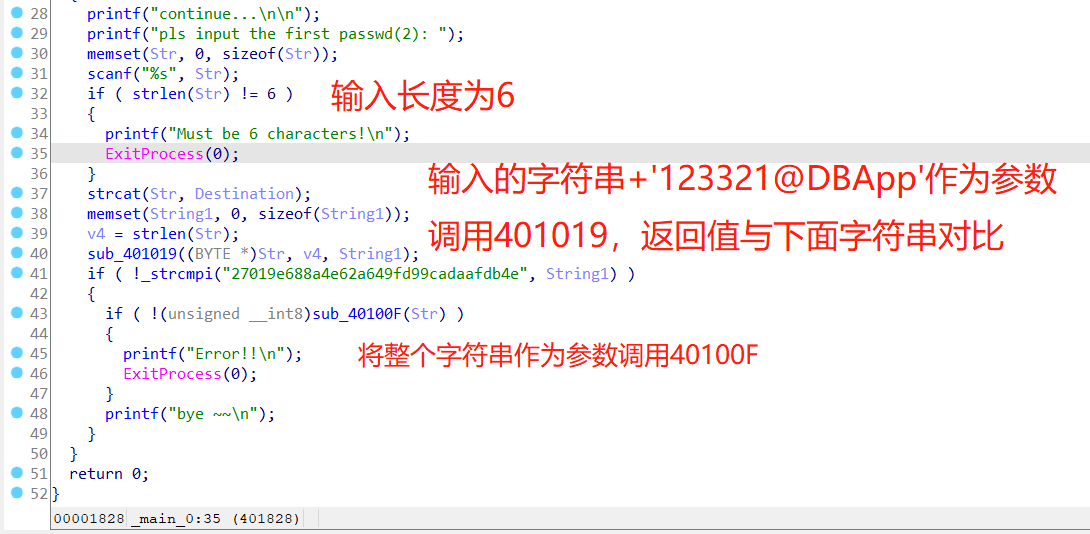 {
28 printf("continue...\n\n");
29 printf("pls input the first passwd(2): ");
30 memset(Str, 0, sizeof(Str));
31 scanf("%s", Str);
32 if ( strlen(Str) != 6 )
输入长度为6
33 {
34 printf("Must be 6 characters!\n");
35 ExitProcess(0);
36 }
输入的字符串+'123321@DBApp'作为参数
37 strcat(Str, Destination);
38 memset(String1, 0, sizeof(String1));
调用401019，返回值与下面字符串对比
39 v4 = strlen(Str);
40 sub_401019((BYTE *)Str, v4, String1);
41 if ( !_strcmpi("27019e688a4e62a649fd99cadaafdb4e", String1) )
42 {
43 if ( !(unsigned __int8)sub_40100F(Str) )
44 {
45 printf("Error!!\n");
将整个字符串作为参数调用40100F
46 ExitProcess(0);
47 }
48 printf("bye ~~\n");
49 }
50 }
51 return 0;
52 }
00001828 _main_0:35 (401828)